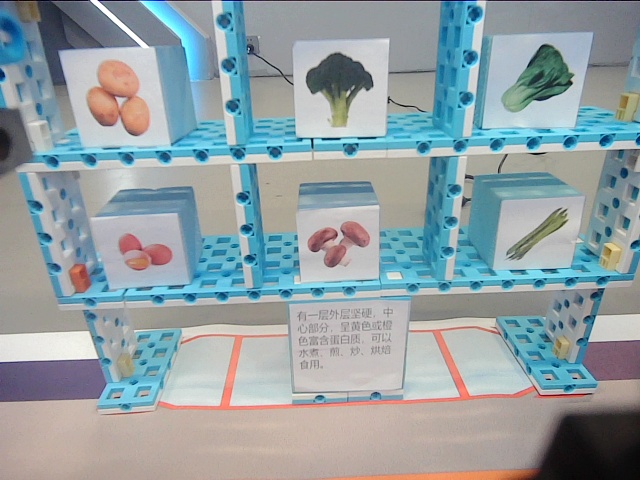 有一层外层坚硬，中
心部分，呈黄色或橙
色富含蛋白质，可以
水煮、煎、炒、烘焙
食用。